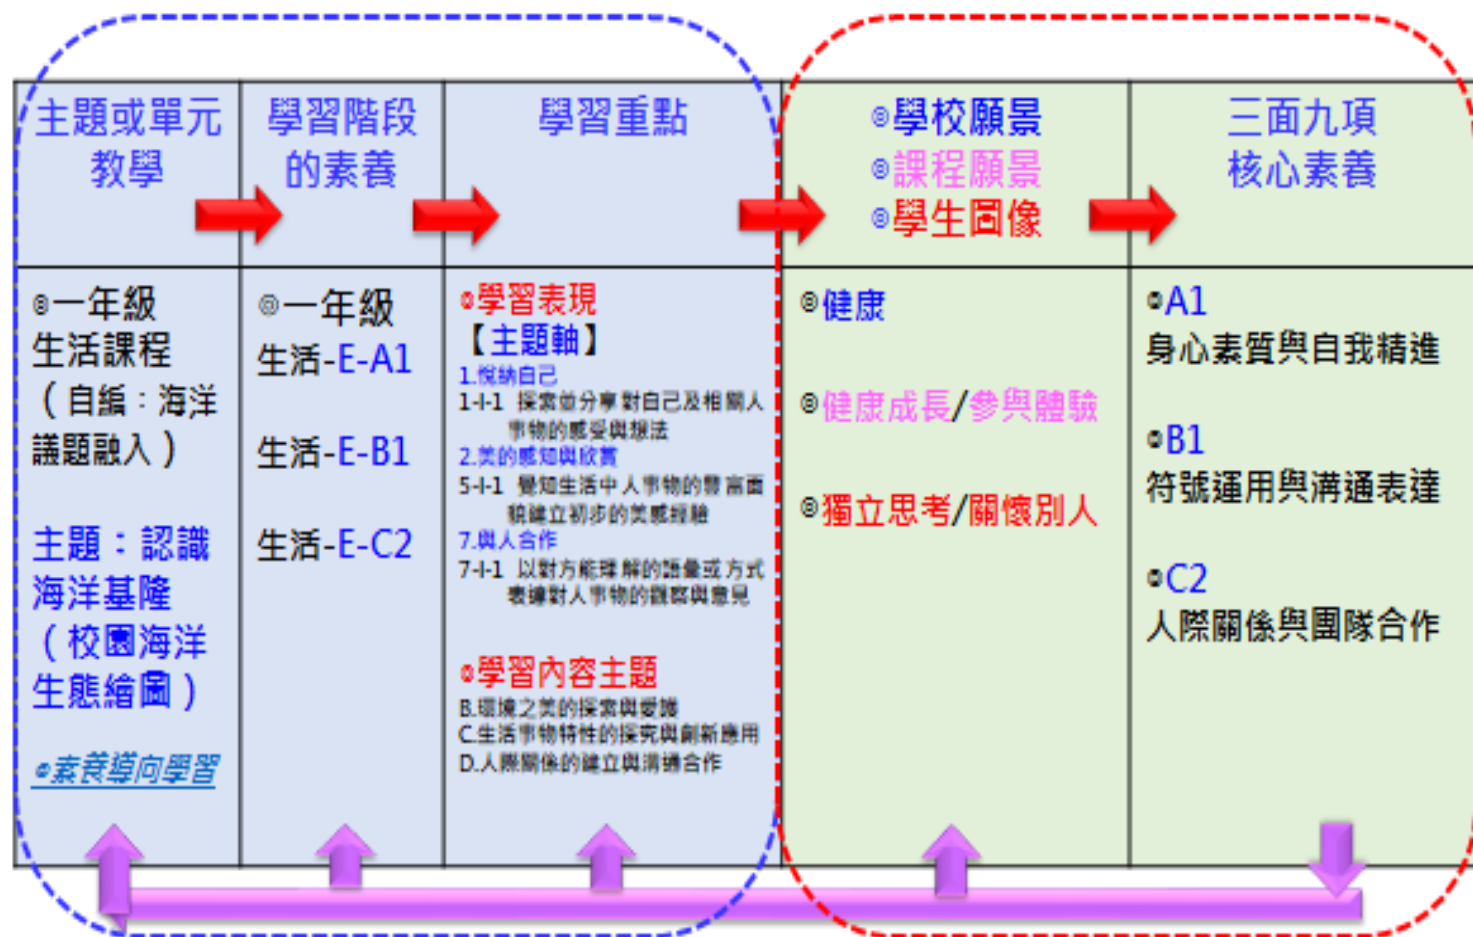 主題或單元
教學
學習階段
的素養
學習重點
◎學校願景
◎課程願景
◎學生圖像
三面九項
核心素養
◎一年級
生活課程
（自編：海洋
議題融入）
主題：認識
海洋基隆
（校園海洋
生態繪圖）
◎素養導向學習
◎一年級
生活-E-A1
生活-E-B1
生活-E-C2
◎學習表現
【主題軸】
1.悅納自己
1-I-1 探索並分享對自己及相關人
事物的感受與想法
2.美的感知與欣賞
5-I-1 覺知生活中人事物的豐富面
貌建立初步的美感經驗
7.與人合作
7-I-1 以對方能理解的語彙或方式
表達對人事物的觀察與意見
◎學習內容主題
B.環境之美的探索與愛護
C.生活事物特性的探究與創新應用
D.人際關係的建立與溝通合作
◎健康
◎健康成長/參與體驗
◎獨立思考/關懷別人
◎A1
身心素質與自我精進
◎B1
符號運用與溝通表達
◎C2
人際關係與團隊合作